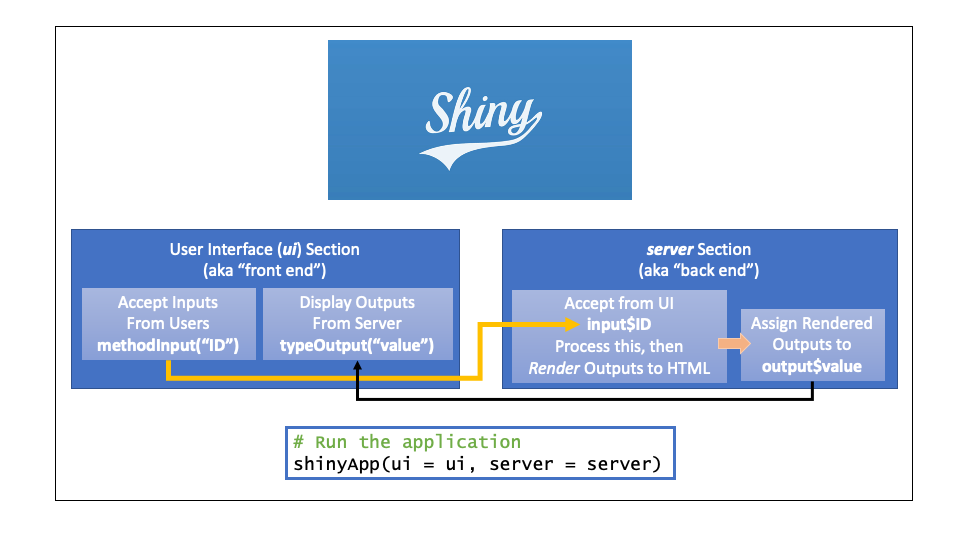 Shiny
User Interface (ui) Section
(aka “front end”)
Accept Inputs
From Users
methodInput(“ID”)
Display Outputs
From Server
typeOutput(“value”)
server Section
(aka “back end”)
Accept from UI
input$ID
Process this, then
Render Outputs to HTML
Assign Rendered
Outputs to
output$value
# Run the application
shinyApp(ui = ui, server = server)